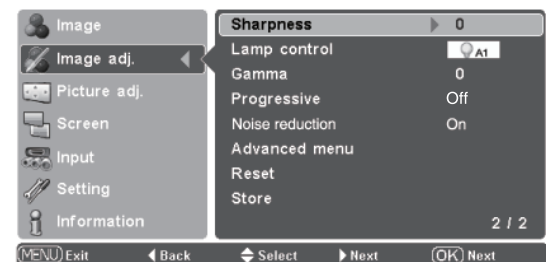 Image
Image adj.
Picture adj.
Screen
Input
Setting
Information
Sharpness 0
Lamp control A1
Gamma 0
Progressive Off
Noise reduction On
Advanced menu
Reset
Store
2 / 2
MENU Exit Back Select Next OK Next